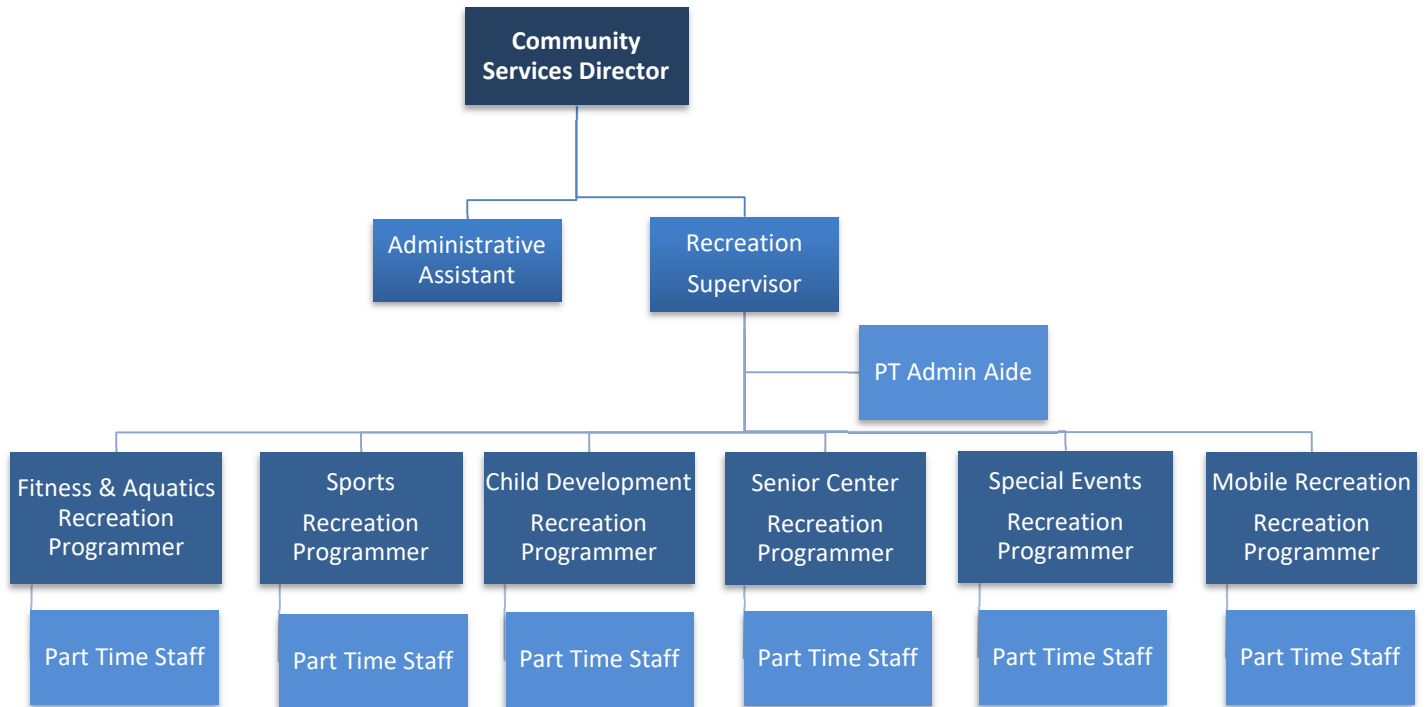 Community
Services Director
Administrative
Assistant
Recreation
Supervisor
PT Admin Aide
Fitness & Aquatics
Recreation
Programmer
Sports
Recreation
Programmer
Child Development
Recreation
Programmer
Senior Center
Recreation
Programmer
Special Events
Recreation
Programmer
Mobile Recreation
Recreation
Programmer
Part Time Staff
Part Time Staff
Part Time Staff
Part Time Staff
Part Time Staff
Part Time Staff